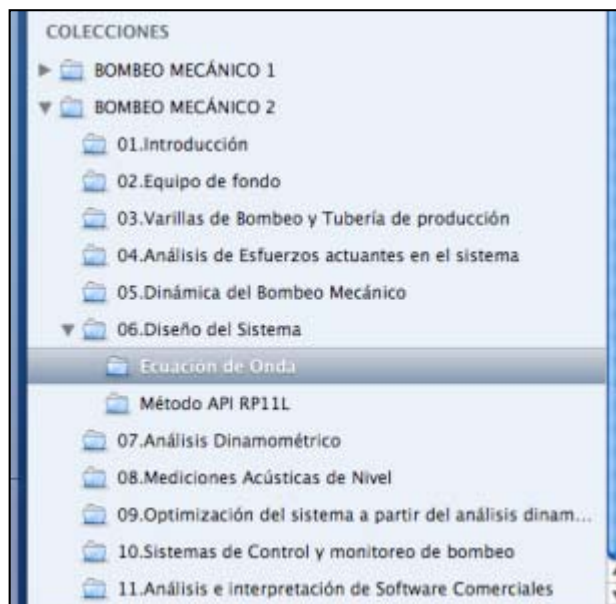 COLECCIONES
BOMBEO MECÁNICO 1
BOMBEO MECÁNICO 2
01.Introducción
02.Equipo de fondo
03.Varillas de Bombeo y Tubería de producción
04.Análisis de Esfuerzos actuantes en el sistema
05.Dinámica del Bombeo Mecánico
06.Diseño del Sistema
Ecuación de Onda
Método API RP11L
07.Análisis Dinamométrico
08.Mediciones Acústicas de Nivel
09.Optimización del sistema a partir del análisis dinam...
10.Sistemas de Control y monitoreo de bombeo
11.Análisis e interpretación de Software Comerciales